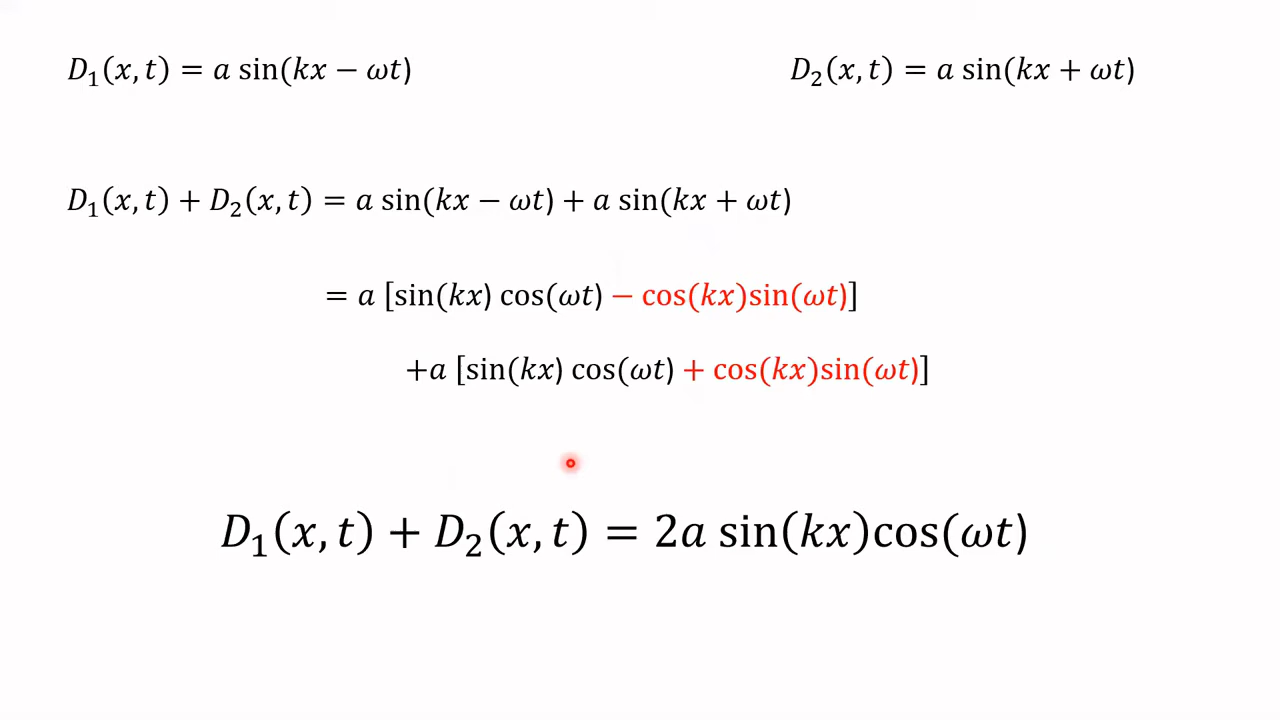 D₁(x, t) = a sin(kx − ωt) D₂(x, t) = a sin(kx + ωt)
D₁(x, t) + D₂(x, t) = a sin(kx − ωt) + a sin(kx + ωt)
= a [sin(kx) cos(ωt) − cos(kx)sin(ωt)]
+a [sin(kx) cos(ωt) + cos(kx)sin(ωt)]
D₁(x, t) + D₂(x, t) = 2a sin(kx)cos(ωt)